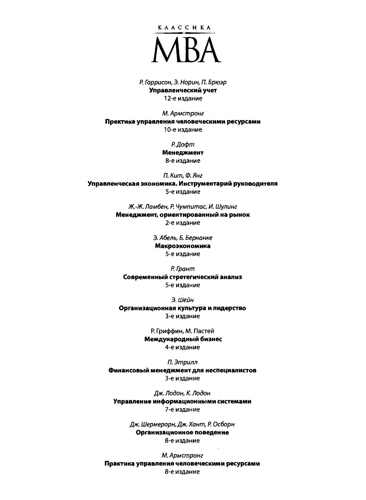 КЛАССИКА
MBA
Р. Гаррисон, Э. Норин, П. Брюэр
Управленческий учет
12-е издание
М. Армстронг
Практика управления человеческими ресурсами
10-е издание
Р. Дафт
Менеджмент
8-е издание
П. Кит, Ф. Янг
Управленческая экономика. Инструментарий руководителя
5-е издание
Ж.-Ж. Ламбен, Р. Чумпитас, И. Шулинг
Менеджмент, ориентированный на рынок
2-е издание
Э. Абель, Б. Бернанке
Макроэкономика
5-е издание
Р. Грант
Современный стратегический анализ
5-е издание
Э. Шейн
Организационная культура и лидерство
3-е издание
Р. Гриффин, М. Пастей
Международный бизнес
4-е издание
П. Этрилл
Финансовый менеджмент для неспециалистов
3-е издание
Дж. Лодон, К. Лодон
Управление информационными системами
7-е издание
Дж. Шермерорн, Дж. Хант, Р. Осборн
Организационное поведение
8-е издание
М. Армстронг
Практика управления человеческими ресурсами
8-е издание